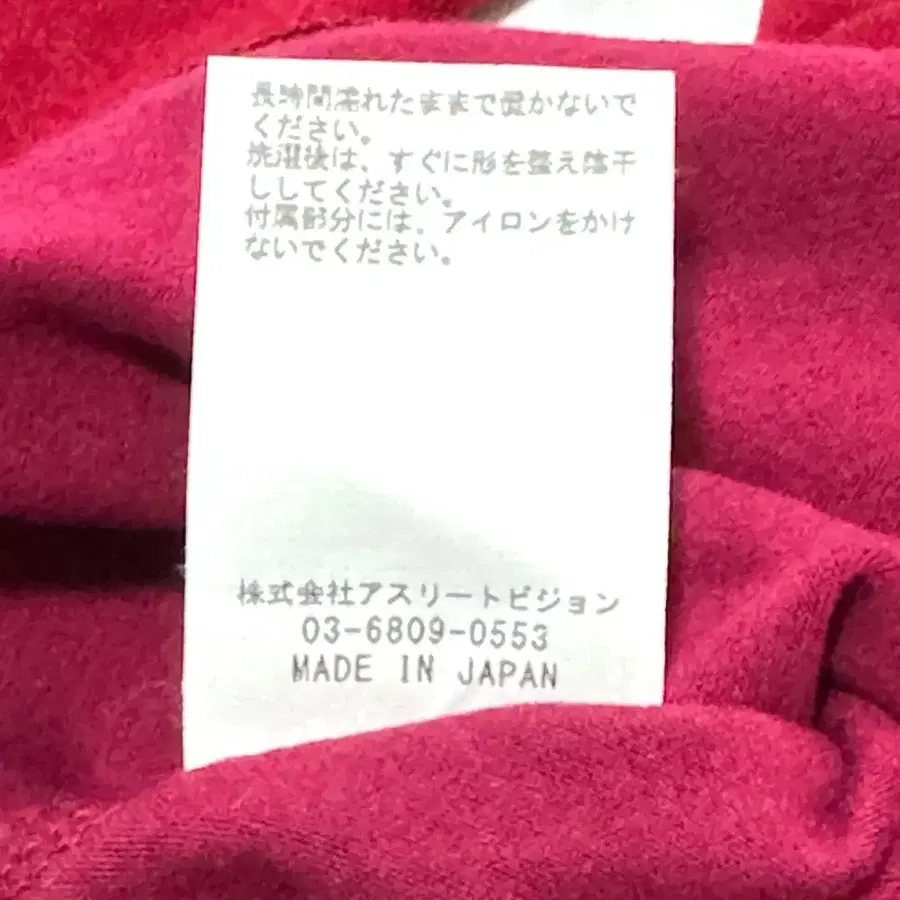 長時間濡れたままで置かないで
ください。
洗濯後は、すぐに形を整え陰干
ししてください。
付属部分には、アイロンをかけ
ないでください。
株式会社アスリートビジョン
03-6809-0553
MADE IN JAPAN